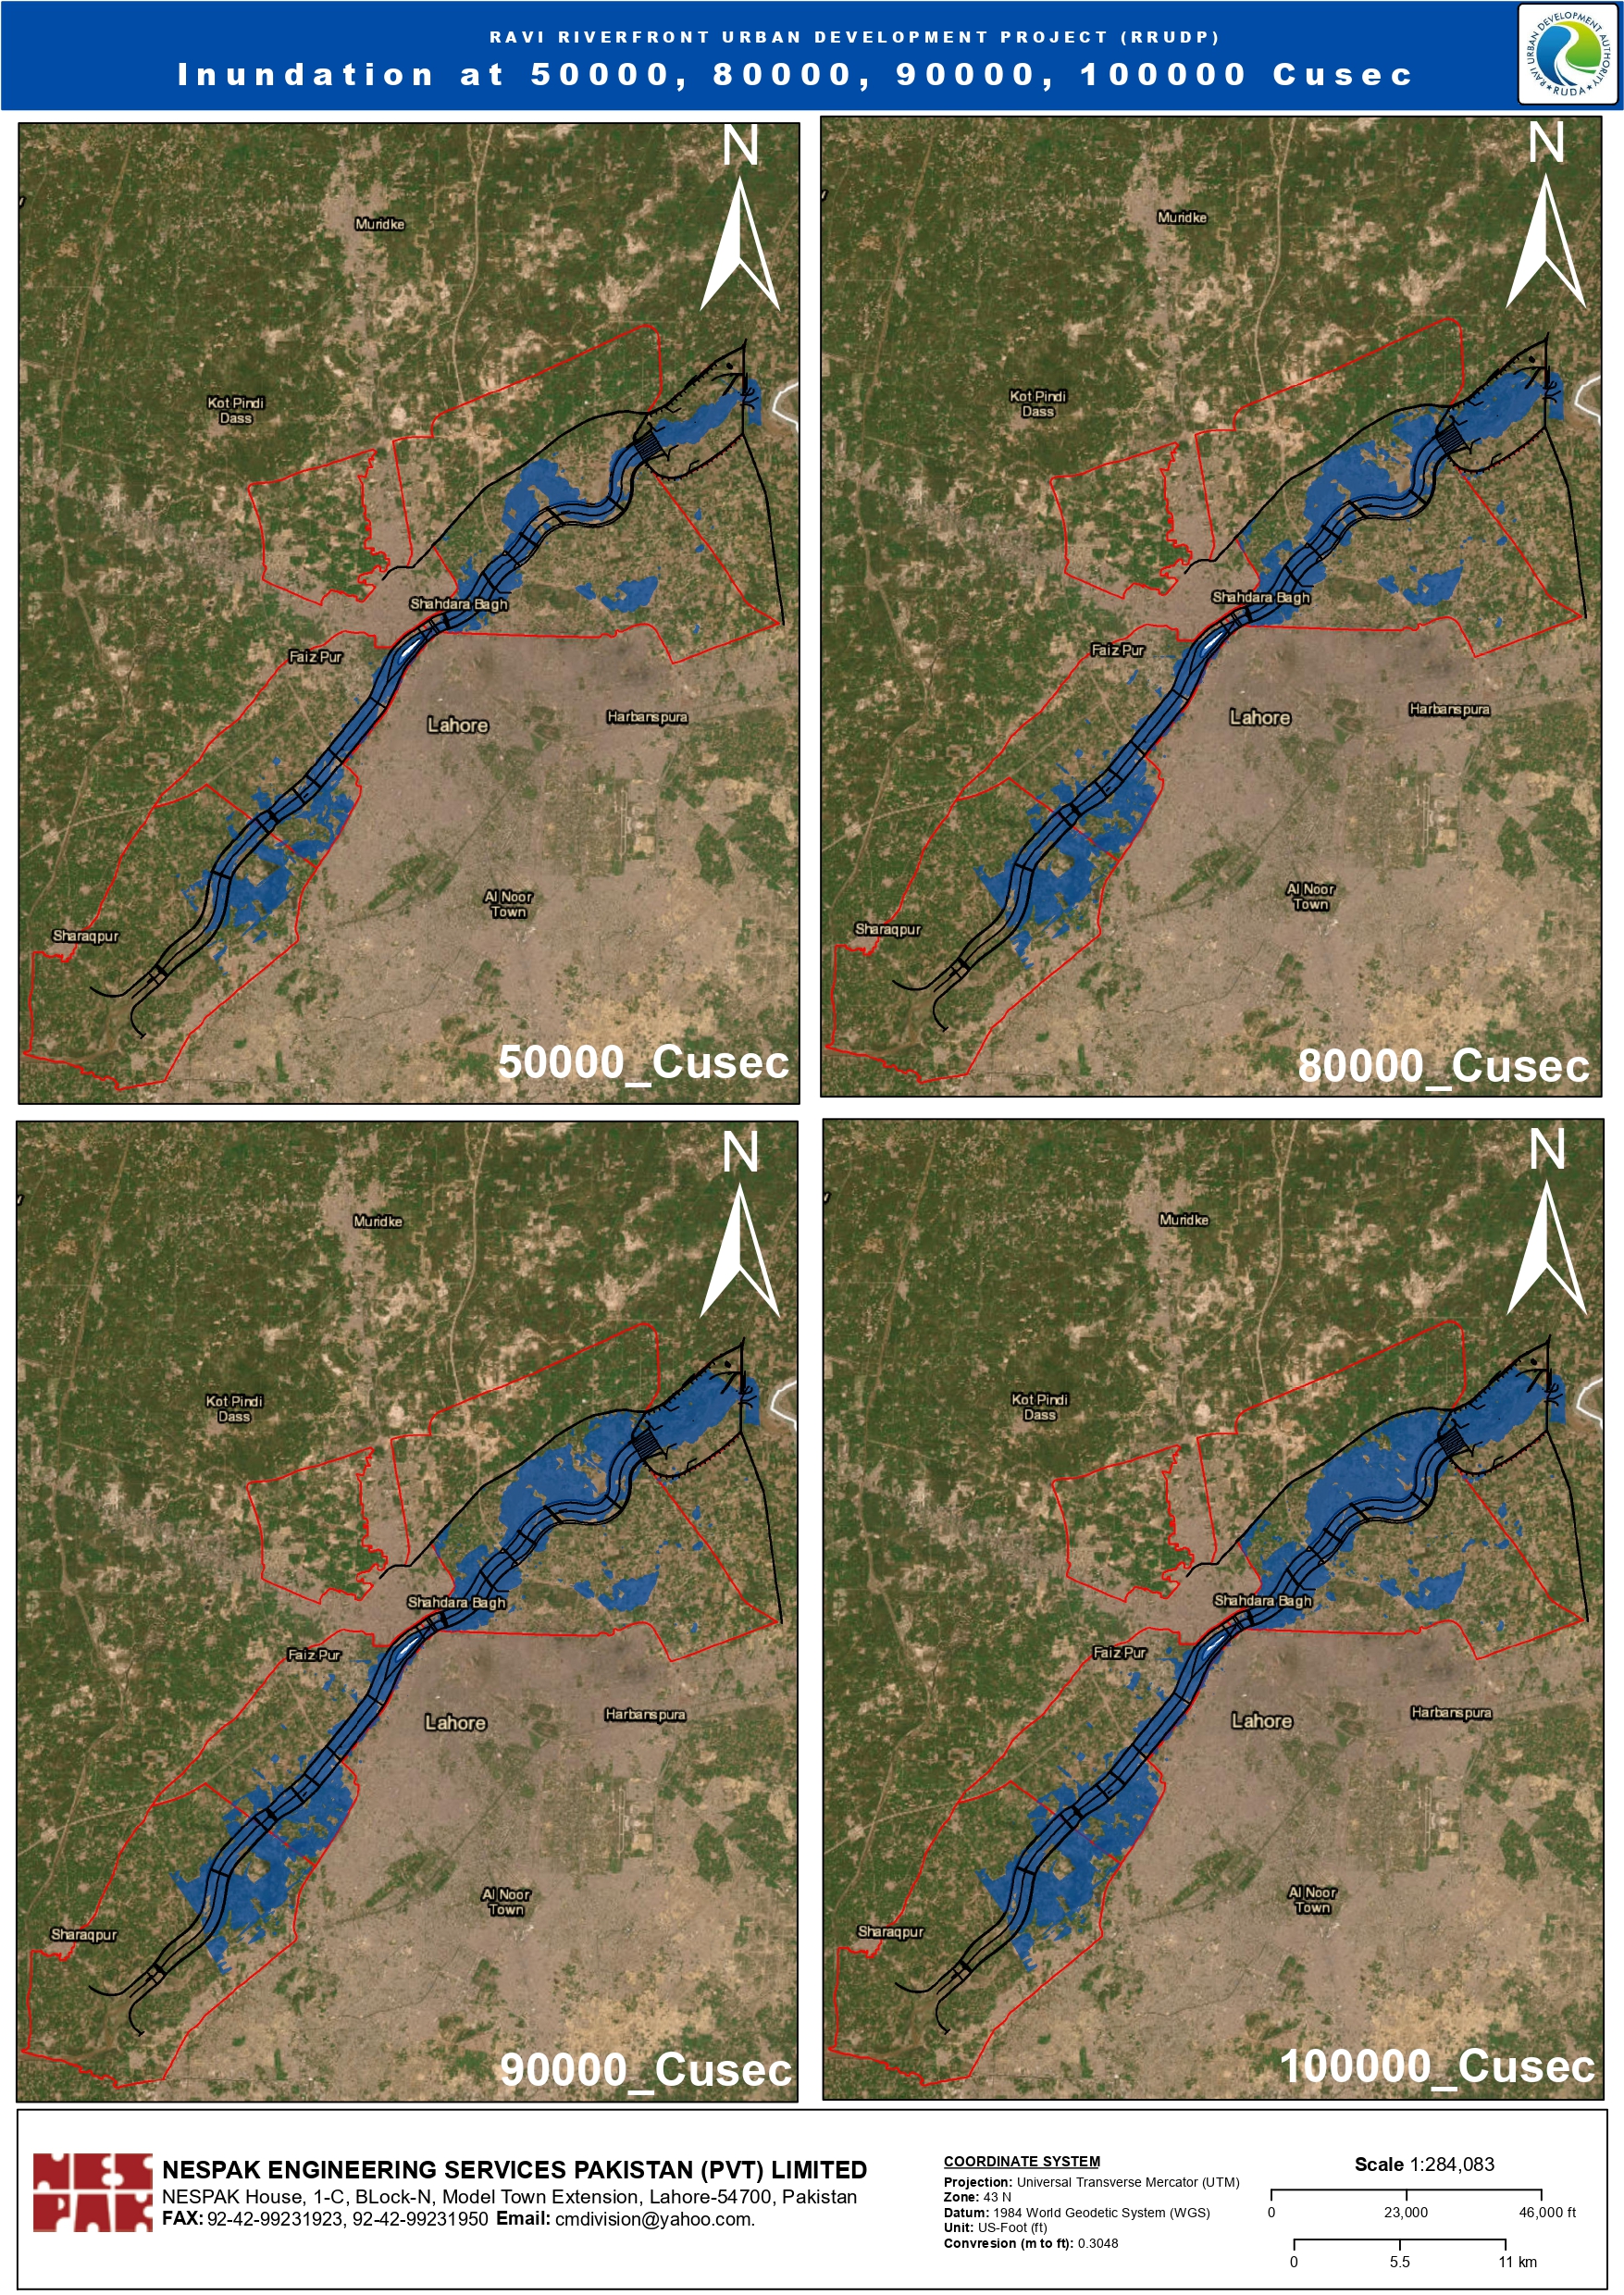 RAVI RIVERFRONT URBAN DEVELOPMENT PROJECT (RRUDP)
Inundation at 50000, 80000, 90000, 100000 Cusec
RAVI URBAN DEVELOPMENT AUTHORITY
★RUDA★
N
Muridke
Kot Pindi
Dass
Shahdara Bagh
Faiz Pur
Lahore
Harbanspura
Al Noor
Town
Sharaqpur
50000_Cusec
N
Muridke
Kot Pindi
Dass
Shahdara Bagh
Faiz Pur
Lahore
Harbanspura
Al Noor
Town
Sharaqpur
80000_Cusec
N
Muridke
Kot Pindi
Dass
Shahdara Bagh
Faiz Pur
Lahore
Harbanspura
Al Noor
Town
Sharaqpur
90000_Cusec
N
Muridke
Kot Pindi
Dass
Shahdara Bagh
Faiz Pur
Lahore
Harbanspura
Al Noor
Town
Sharaqpur
100000_Cusec
NES
PAK
NESPAK ENGINEERING SERVICES PAKISTAN (PVT) LIMITED
NESPAK House, 1-C, BLock-N, Model Town Extension, Lahore-54700, Pakistan
FAX: 92-42-99231923, 92-42-99231950 Email: cmdivision@yahoo.com.
COORDINATE SYSTEM
Projection: Universal Transverse Mercator (UTM)
Zone: 43 N
Datum: 1984 World Geodetic System (WGS)
Unit: US-Foot (ft)
Convresion (m to ft): 0.3048
Scale 1:284,083
0 23,000 46,000 ft
0 5.5 11 km